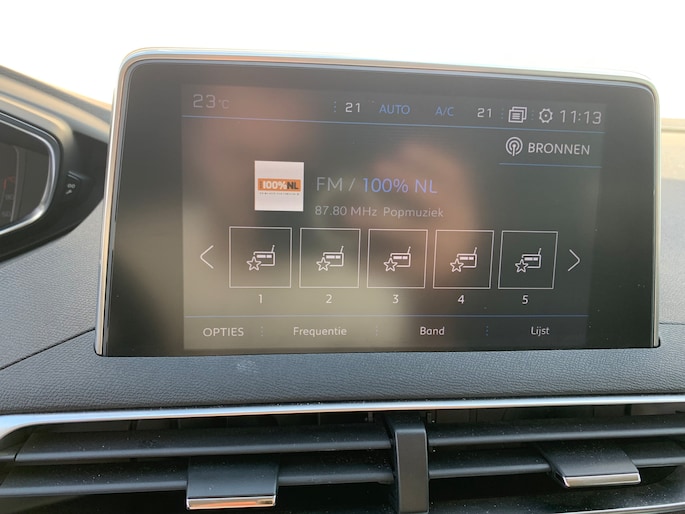 23°C 21 AUTO A/C 21 11:13
BRONNEN
100%NL
FM / 100% NL
87.80 MHz Popmuziek
1 2 3 4 5
OPTIES Frequentie Band Lijst